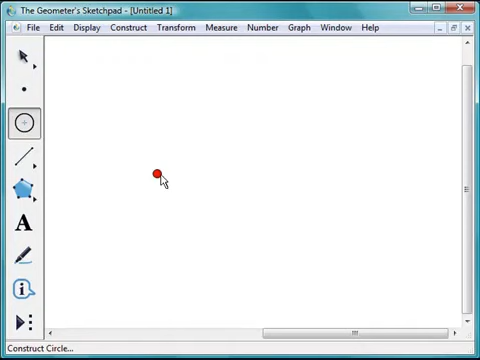 The Geometer's Sketchpad - [Untitled 1]
File Edit Display Construct Transform Measure Number Graph Window Help
A
i
Construct Circle...